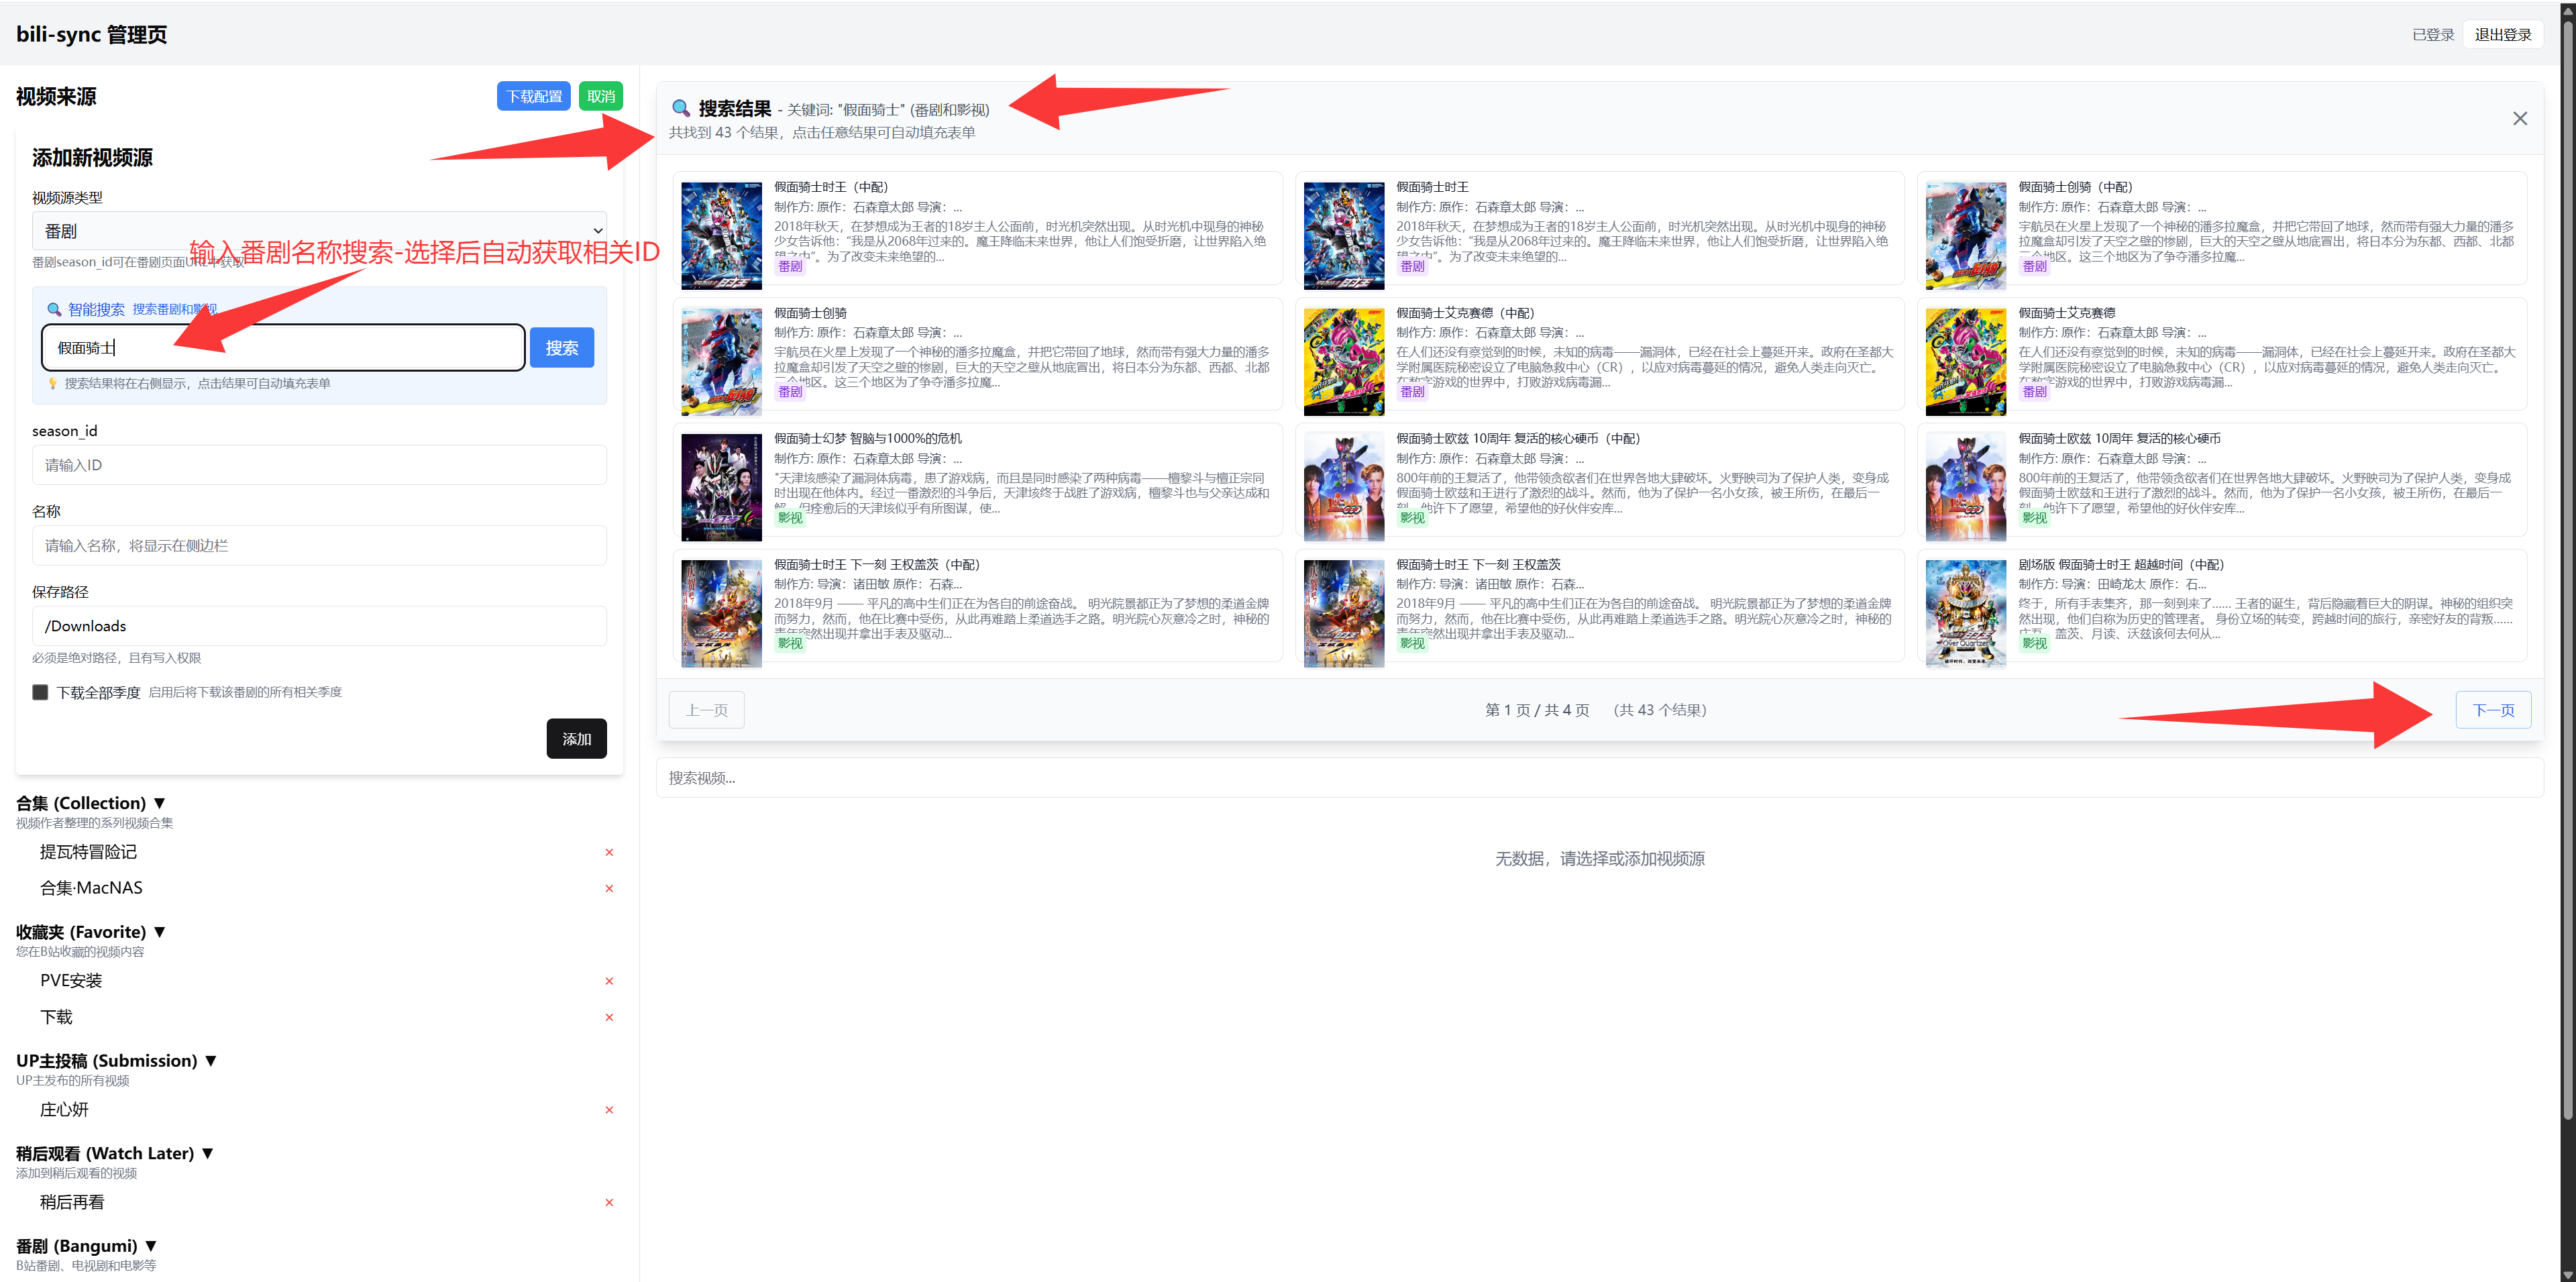 bili-sync 管理页
已登录 退出登录
视频来源
下载配置 取消
添加新视频源
视频源类型
番剧
番剧season_id可在番剧页面URL中获取
输入番剧名称搜索-选择后自动获取相关ID
智能搜索 搜索番剧和影视
假面骑士
搜索
搜索结果将在右侧显示，点击结果可自动填充表单
season_id
请输入ID
名称
请输入名称，将显示在侧边栏
保存路径
/Downloads
必须是绝对路径，且有写入权限
下载全部季度 启用后将下载该番剧的所有相关季度
添加
合集 (Collection) ▼
视频作者整理的系列视频合集
提瓦特冒险记 ×
合集·MacNAS ×
收藏夹 (Favorite) ▼
您在B站收藏的视频内容
PVE安装 ×
下载 ×
UP主投稿 (Submission) ▼
UP主发布的所有视频
庄心妍 ×
稍后观看 (Watch Later) ▼
添加到稍后观看的视频
稍后再看 ×
番剧 (Bangumi) ▼
B站番剧、电视剧和电影等
搜索结果 - 关键词: "假面骑士" (番剧和影视)
共找到 43 个结果，点击任意结果可自动填充表单
假面骑士时王（中配）
制作方: 原作：石森章太郎 导演：...
2018年秋天，在梦想成为王者的18岁主人公面前，时光机突然出现。从时光机中现身的神秘
少女告诉他：“我是从2068年过来的。魔王降临未来世界，他让人们饱受折磨，让世界陷入绝
望之中”。为了改变未来绝望的...
番剧
假面骑士时王
制作方: 原作：石森章太郎 导演：...
2018年秋天，在梦想成为王者的18岁主人公面前，时光机突然出现。从时光机中现身的神秘
少女告诉他：“我是从2068年过来的。魔王降临未来世界，他让人们饱受折磨，让世界陷入绝
望之中”。为了改变未来绝望的...
番剧
假面骑士创骑（中配）
制作方: 原作：石森章太郎 导演：...
宇航员在火星上发现了一个神秘的潘多拉魔盒，并把它带回了地球，然而带有强大力量的潘多
拉魔盒却引发了天空之壁的惨剧，巨大的天空之壁从地底冒出，将日本分为东都、西都、北都
三个地区。这三个地区为了争夺潘多拉魔...
番剧
假面骑士创骑
制作方: 原作：石森章太郎 导演：...
宇航员在火星上发现了一个神秘的潘多拉魔盒，并把它带回了地球，然而带有强大力量的潘多
拉魔盒却引发了天空之壁的惨剧，巨大的天空之壁从地底冒出，将日本分为东都、西都、北都
三个地区。这三个地区为了争夺潘多拉魔...
番剧
假面骑士艾克赛德（中配）
制作方: 原作：石森章太郎 导演：...
在人们还没有察觉到的时候，未知的病毒——漏洞体，已经在社会上蔓延开来。政府在圣都大
学附属医院秘密设立了电脑急救中心（CR），以应对病毒蔓延的情况，避免人类走向灭亡。
在数字游戏的世界中，打败游戏病毒漏...
番剧
假面骑士艾克赛德
制作方: 原作：石森章太郎 导演：...
在人们还没有察觉到的时候，未知的病毒——漏洞体，已经在社会上蔓延开来。政府在圣都大
学附属医院秘密设立了电脑急救中心（CR），以应对病毒蔓延的情况，避免人类走向灭亡。
在数字游戏的世界中，打败游戏病毒漏...
番剧
假面骑士幻梦 智脑与1000%的危机
制作方: 原作：石森章太郎 导演：...
“天津垓感染了漏洞体病毒，患了游戏病，而且是同时感染了两种病毒——檀黎斗与檀正宗同
时出现在他体内。经过一番激烈的斗争后，天津垓终于战胜了游戏病，檀黎斗也与父亲达成和
解。但痊愈后的天津垓似乎有所图谋，使...
影视
假面骑士欧兹 10周年 复活的核心硬币（中配）
制作方: 原作：石森章太郎 导演：...
800年前的王复活了，他带领贪欲者们在世界各地大肆破坏。火野映司为了保护人类，变身成
假面骑士欧兹和王进行了激烈的战斗。然而，他为了保护一名小女孩，被王所伤，在最后一
刻，他许下了愿望，希望他的好伙伴安库...
影视
假面骑士欧兹 10周年 复活的核心硬币
制作方: 原作：石森章太郎 导演：...
800年前的王复活了，他带领贪欲者们在世界各地大肆破坏。火野映司为了保护人类，变身成
假面骑士欧兹和王进行了激烈的战斗。然而，他为了保护一名小女孩，被王所伤，在最后一
刻，他许下了愿望，希望他的好伙伴安库...
影视
假面骑士时王 下一刻 王权盖茨（中配）
制作方: 导演：诸田敏 原作：石森...
2018年9月 —— 平凡的高中生们正在为各自的前途奋战。 明光院景都正为了梦想的柔道金牌
而努力，然而，他在比赛中受伤，从此再难踏上柔道选手之路。明光院心灰意冷之时，神秘的
青年突然出现并拿出手表及驱动...
影视
假面骑士时王 下一刻 王权盖茨
制作方: 导演：诸田敏 原作：石森...
2018年9月 —— 平凡的高中生们正在为各自的前途奋战。 明光院景都正为了梦想的柔道金牌
而努力，然而，他在比赛中受伤，从此再难踏上柔道选手之路。明光院心灰意冷之时，神秘的
青年突然出现并拿出手表及驱动...
影视
剧场版 假面骑士时王 超越时间（中配）
制作方: 导演：田崎龙太 原作：石...
终于，所有手表集齐，那一刻到来了…… 王者的诞生，背后隐藏着巨大的阴谋。神秘的组织突
然出现，他们自称为历史的管理者。 身份立场的转变，跨越时间的旅行，亲密好友的背叛……
庄吾、盖茨、月读、沃兹该何去何从...
影视
上一页
第 1 页 / 共 4 页 （共 43 个结果）
下一页
搜索视频...
无数据，请选择或添加视频源